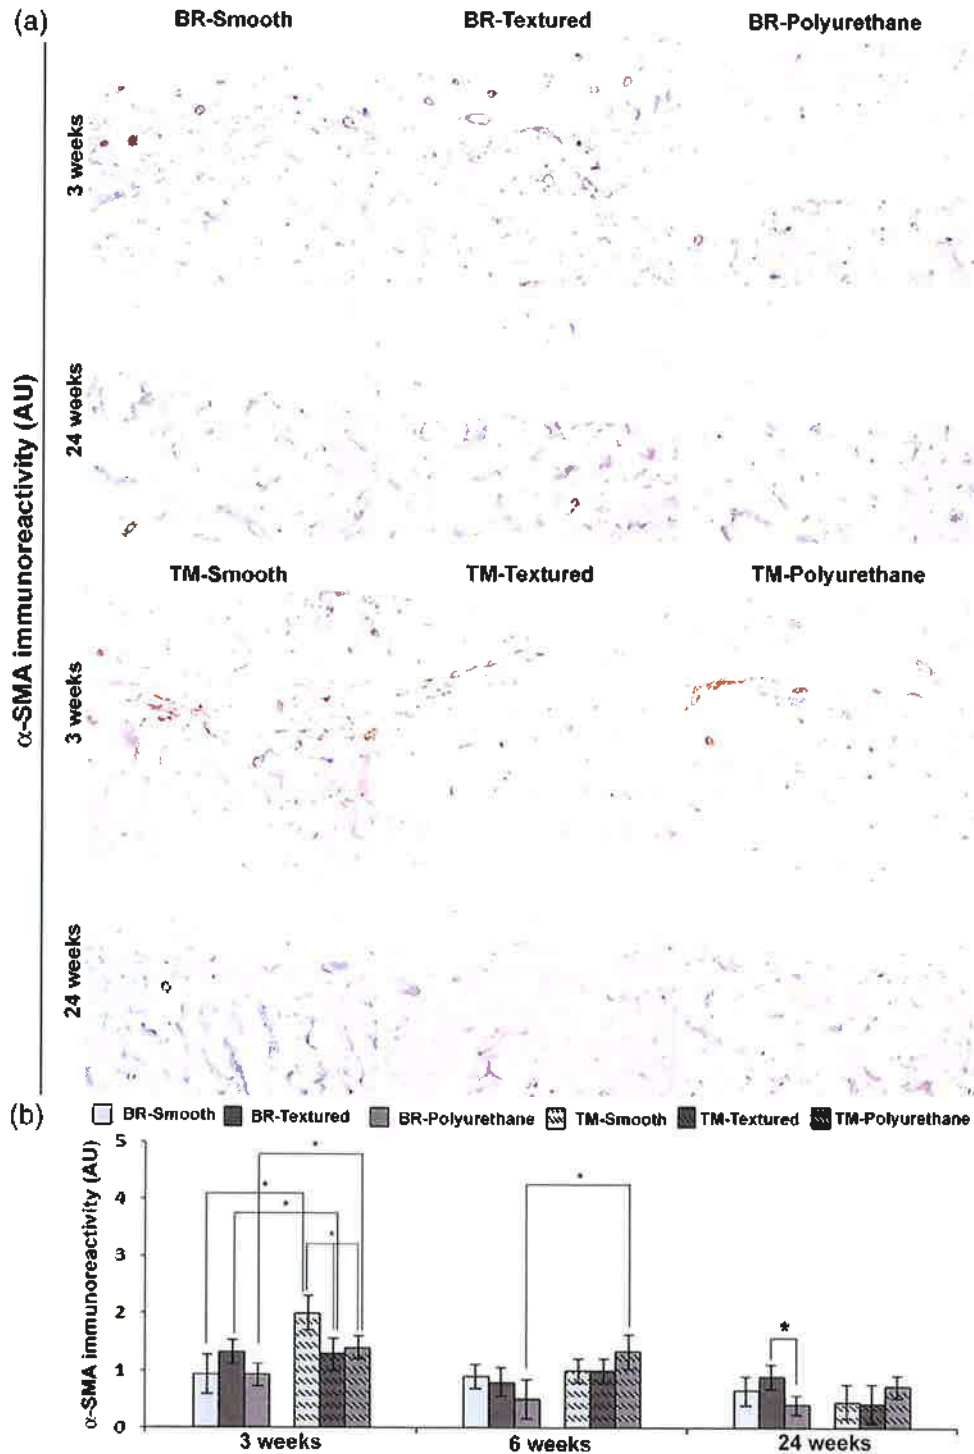 (a)
BR-Smooth BR-Textured BR-Polyurethane
α-SMA immunoreactivity (AU)
3 weeks
24 weeks
TM-Smooth TM-Textured TM-Polyurethane
3 weeks
24 weeks
(b)
BR-Smooth BR-Textured BR-Polyurethane TM-Smooth TM-Textured TM-Polyurethane
α-SMA immunoreactivity (AU)
5
4
3
2
1
0
* * * * * *
3 weeks 6 weeks 24 weeks